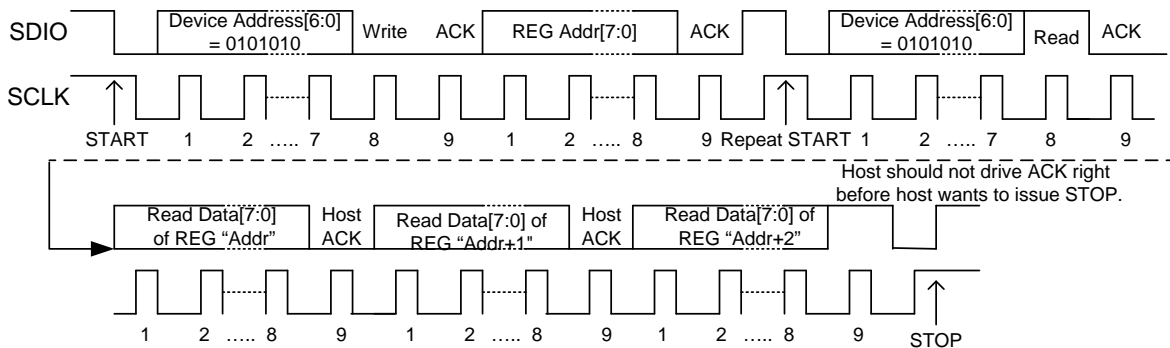 SDIO
Device Address[6:0]
= 0101010
Write
ACK
REG Addr[7:0]
ACK
Device Address[6:0]
= 0101010
Read
ACK
SCLK
START 1 2 ..... 7 8 9 1 2 ..... 8 9 Repeat START 1 2 ..... 7 8 9
Host should not drive ACK right
before host wants to issue STOP.
Read Data[7:0]
of REG “Addr”
Host
ACK
Read Data[7:0] of
REG “Addr+1"
Host
ACK
Read Data[7:0] of
REG “Addr+2”
1 2 ..... 8 9 1 2 ..... 8 9 1 2 ..... 8 9 STOP